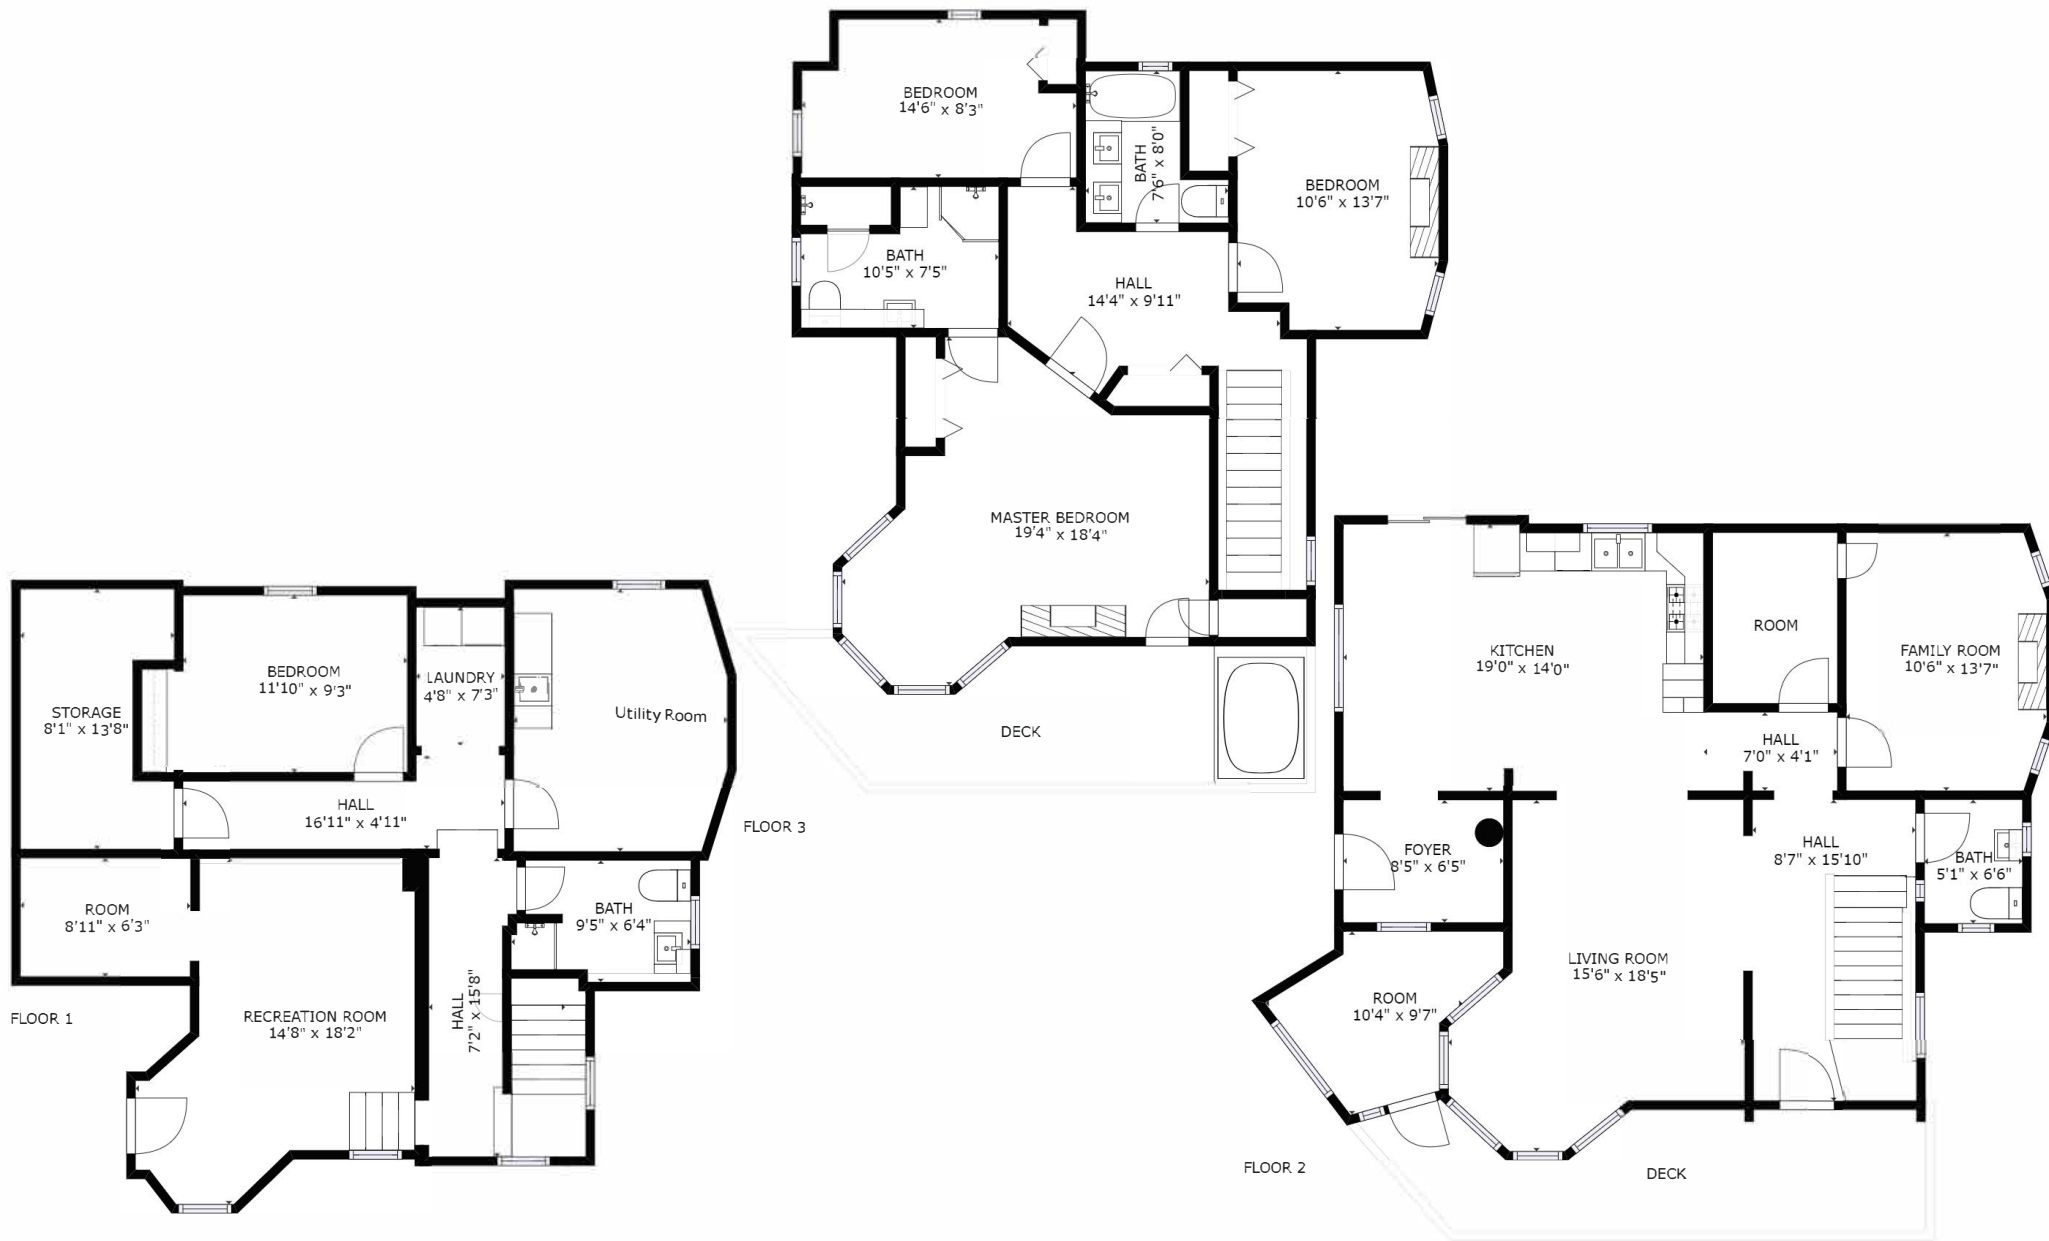 BEDROOM
14'6" x 8'3"
BATH
7'6" x 8'0"
BEDROOM
10'6" x 13'7"
BATH
10'5" x 7'5"
HALL
14'4" x 9'11"
MASTER BEDROOM
19'4" x 18'4"
DECK
FLOOR 3
STORAGE
8'1" x 13'8"
BEDROOM
11'10" x 9'3"
LAUNDRY
4'8" x 7'3"
Utility Room
HALL
16'11" x 4'11"
ROOM
8'11" x 6'3"
BATH
9'5" x 6'4"
RECREATION ROOM
14'8" x 18'2"
HALL
7'2" x 15'8"
FLOOR 1
KITCHEN
19'0" x 14'0"
ROOM
FAMILY ROOM
10'6" x 13'7"
HALL
7'0" x 4'1"
FOYER
8'5" x 6'5"
HALL
8'7" x 15'10"
BATH
5'1" x 6'6"
LIVING ROOM
15'6" x 18'5"
ROOM
10'4" x 9'7"
DECK
FLOOR 2